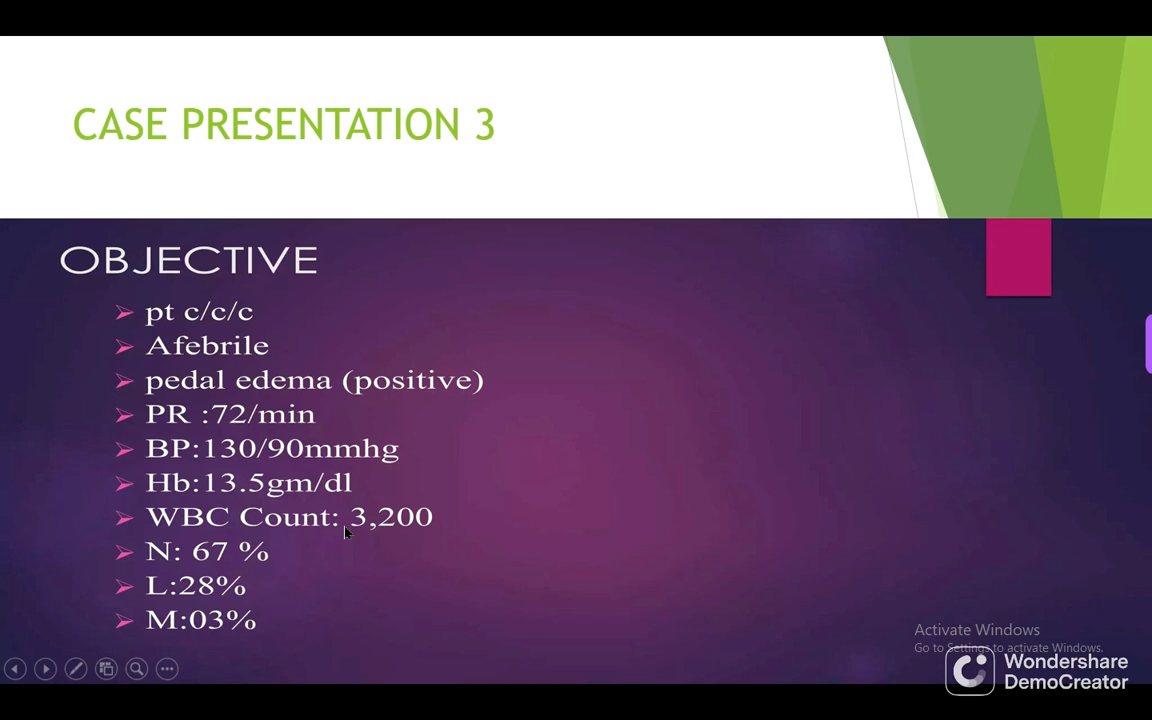 CASE PRESENTATION 3
OBJECTIVE
pt c/c/c
Afebrile
pedal edema (positive)
PR :72/min
BP:130/90mmhg
Hb:13.5gm/dl
WBC Count: 3,200
N: 67 %
L:28%
M:03%
Activate Windows
Go to Settings to activate Windows.
Wondershare
DemoCreator